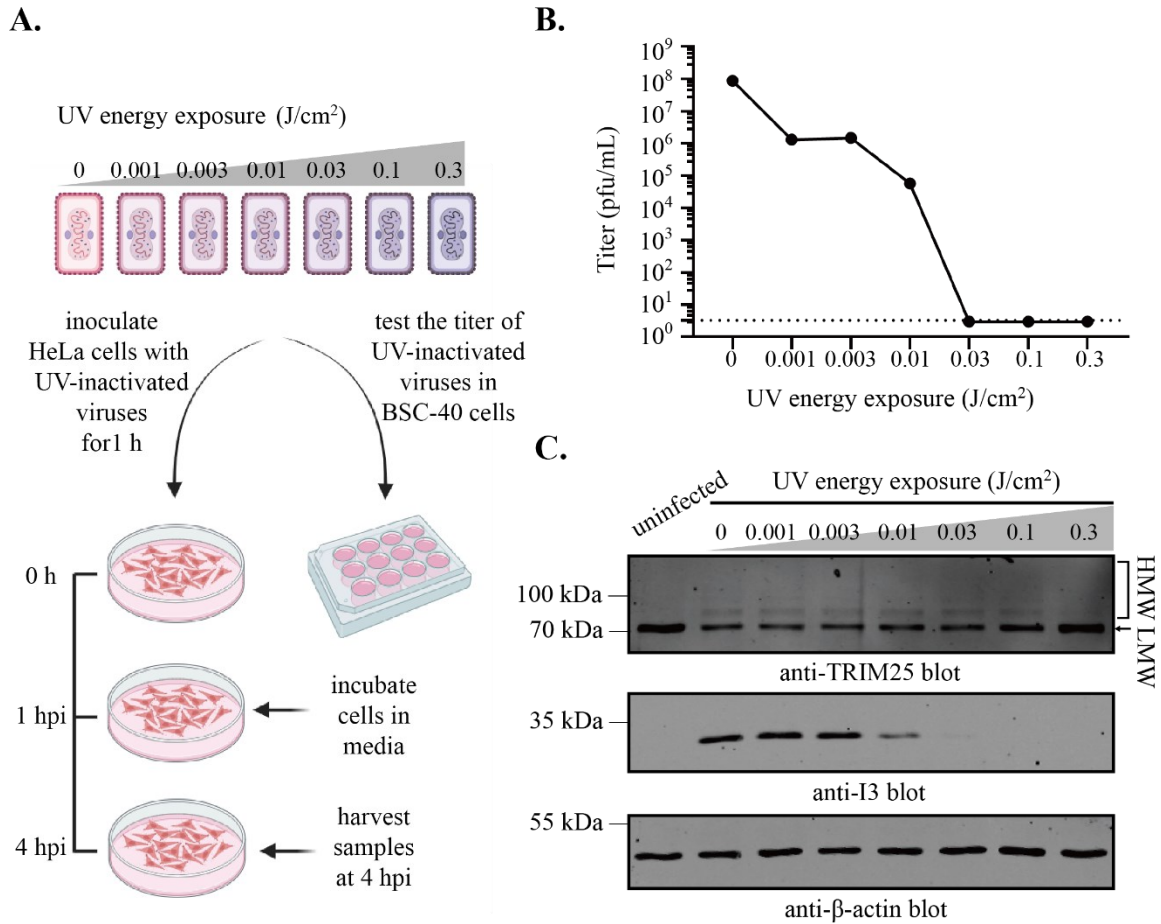 A.
UV energy exposure (J/cm²)
0 0.001 0.003 0.01 0.03 0.1 0.3
inoculate
HeLa cells with
UV-inactivated
viruses
for1 h
test the titer of
UV-inactivated
viruses in
BSC-40 cells
0 h
1 hpi
incubate
cells in
media
4 hpi
harvest
samples
at 4 hpi
B.
Titer (pfu/mL)
10⁹
10⁸
10⁷
10⁶
10⁵
10⁴
10³
10²
10¹
10⁰
0 0.001 0.003 0.01 0.03 0.1 0.3
UV energy exposure (J/cm²)
C.
uninfected
UV energy exposure (J/cm²)
0 0.001 0.003 0.01 0.03 0.1 0.3
100 kDa
70 kDa
HMW LMW
anti-TRIM25 blot
35 kDa
anti-I3 blot
55 kDa
anti-β-actin blot